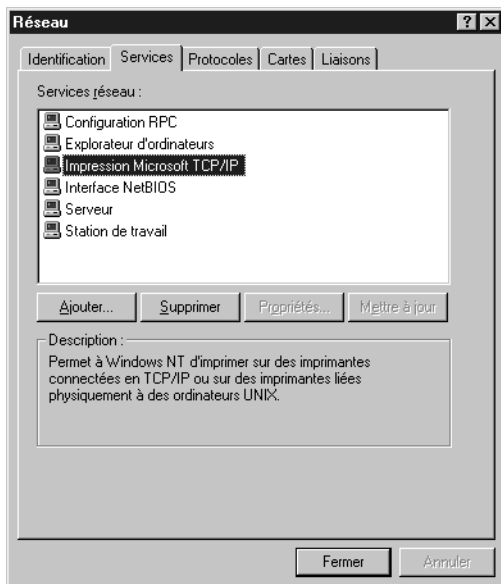 Réseau
Identification Services Protocoles Cartes Liaisons
Services réseau :
Configuration RPC
Explorateur d'ordinateurs
Impression Microsoft TCP/IP
Interface NetBIOS
Serveur
Station de travail
Ajouter... Supprimer Propriétés... Mettre à jour
Description :
Permet à Windows NT d'imprimer sur des imprimantes
connectées en TCP/IP ou sur des imprimantes liées
physiquement à des ordinateurs UNIX.
Fermer Annuler